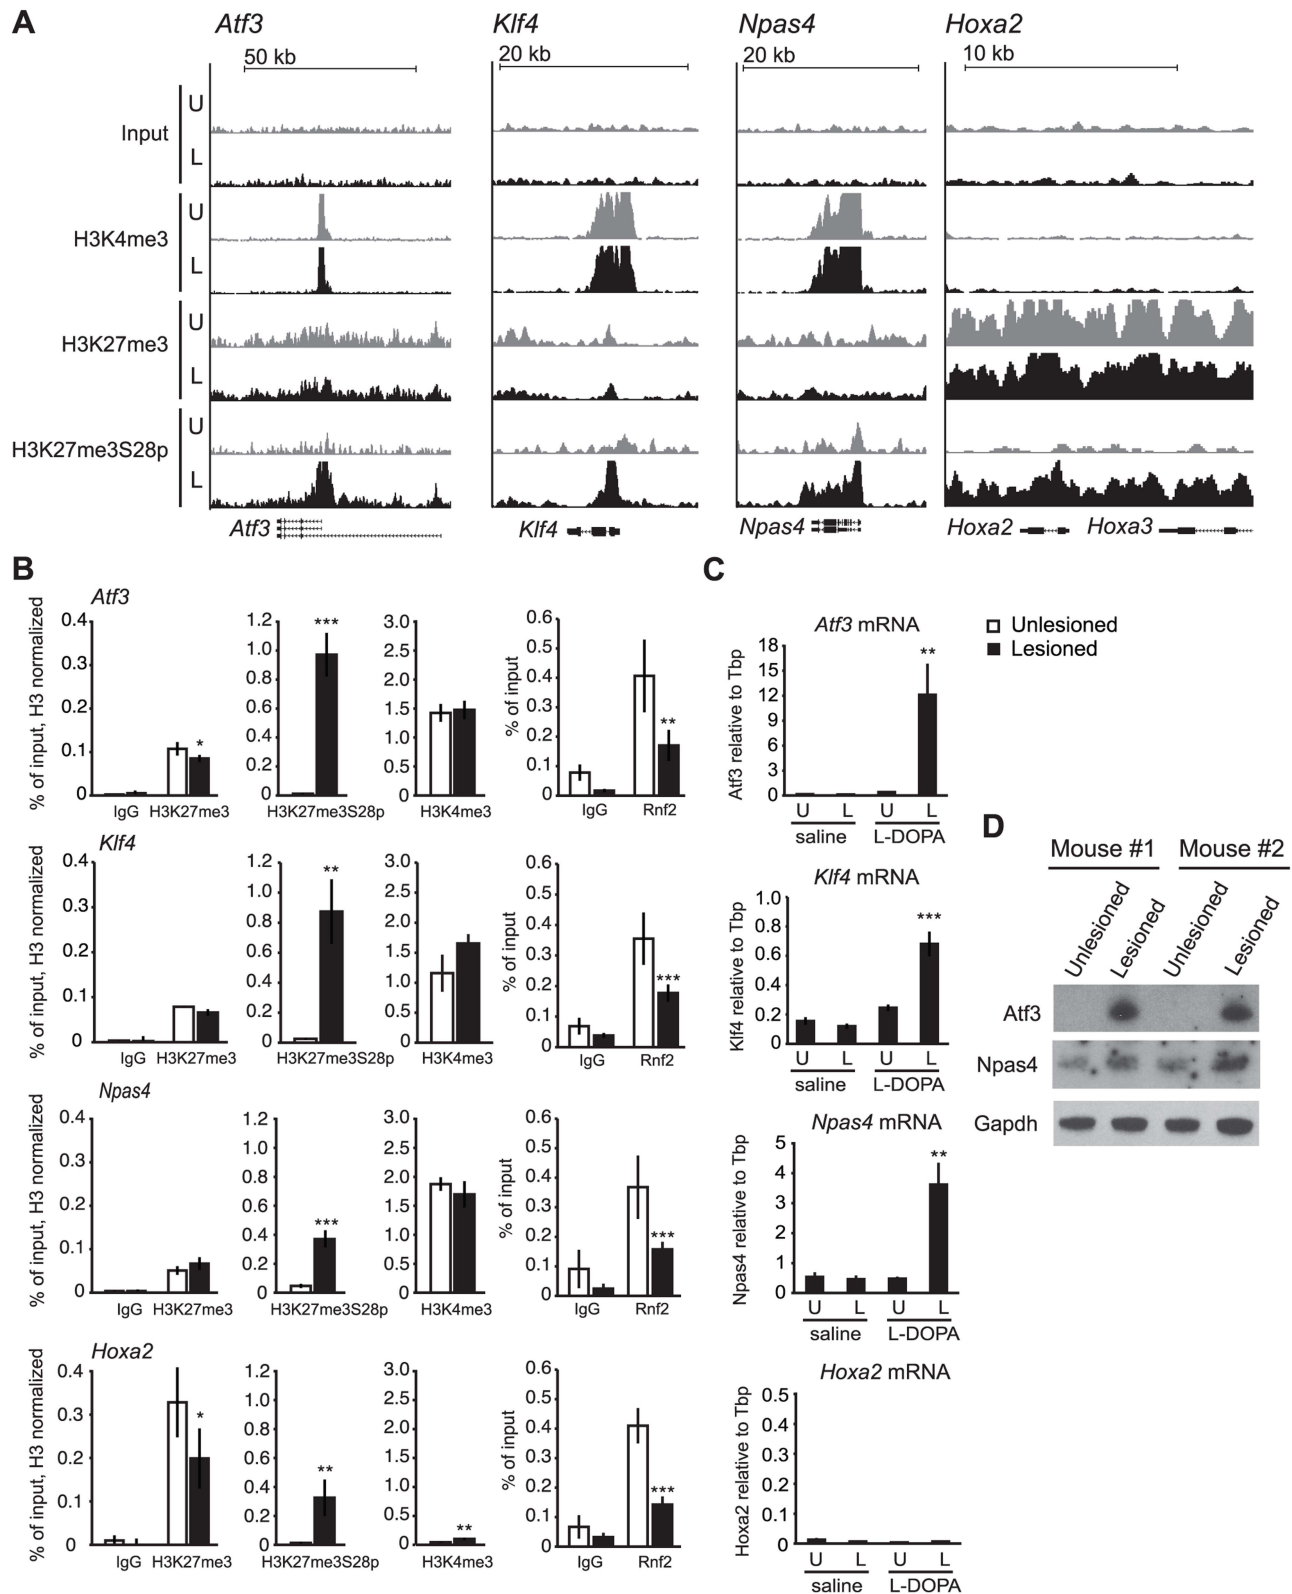 A
Atf3 Klf4 Npas4 Hoxa2
50 kb 20 kb 20 kb 10 kb
Input U L
H3K4me3 U L
H3K27me3 U L
H3K27me3S28p U L
Atf3 Klf4 Npas4 Hoxa2 Hoxa3
B
Atf3
% of input, H3 normalized
0.4 0.3 0.2 0.1 0
*
IgG H3K27me3
1.2 1.0 0.8 0.6 0.4 0.2 0
***
H3K27me3S28p
3.0 2.5 2.0 1.5 1.0 0.5 0
H3K4me3
% of input
0.6 0.5 0.4 0.3 0.2 0.1 0
**
IgG Rnf2
Klf4
% of input, H3 normalized
0.4 0.3 0.2 0.1 0
IgG H3K27me3
1.2 1.0 0.8 0.6 0.4 0.2 0
**
H3K27me3S28p
3.0 2.5 2.0 1.5 1.0 0.5 0
H3K4me3
% of input
0.6 0.5 0.4 0.3 0.2 0.1 0
***
IgG Rnf2
Npas4
% of input, H3 normalized
0.4 0.3 0.2 0.1 0
IgG H3K27me3
1.2 1.0 0.8 0.6 0.4 0.2 0
***
H3K27me3S28p
3.0 2.5 2.0 1.5 1.0 0.5 0
H3K4me3
% of input
0.6 0.5 0.4 0.3 0.2 0.1 0
***
IgG Rnf2
Hoxa2
% of input, H3 normalized
0.4 0.3 0.2 0.1 0
*
IgG H3K27me3
1.2 1.0 0.8 0.6 0.4 0.2 0
**
H3K27me3S28p
3.0 2.5 2.0 1.5 1.0 0.5 0
**
H3K4me3
% of input
0.6 0.5 0.4 0.3 0.2 0.1 0
***
IgG Rnf2
C
Atf3 mRNA
Atf3 relative to Tbp
18 15 12 9 6 3 0
**
U L U L
saline L-DOPA
Unlesioned
Lesioned
Klf4 mRNA
Klf4 relative to Tbp
1.0 0.8 0.6 0.4 0.2 0
***
U L U L
saline L-DOPA
Npas4 mRNA
Npas4 relative to Tbp
5 4 3 2 1 0
**
U L U L
saline L-DOPA
Hoxa2 mRNA
Hoxa2 relative to Tbp
0.5 0.4 0.3 0.2 0.1 0
U L U L
saline L-DOPA
D
Mouse #1 Mouse #2
Unlesioned Lesioned Unlesioned Lesioned
Atf3
Npas4
Gapdh